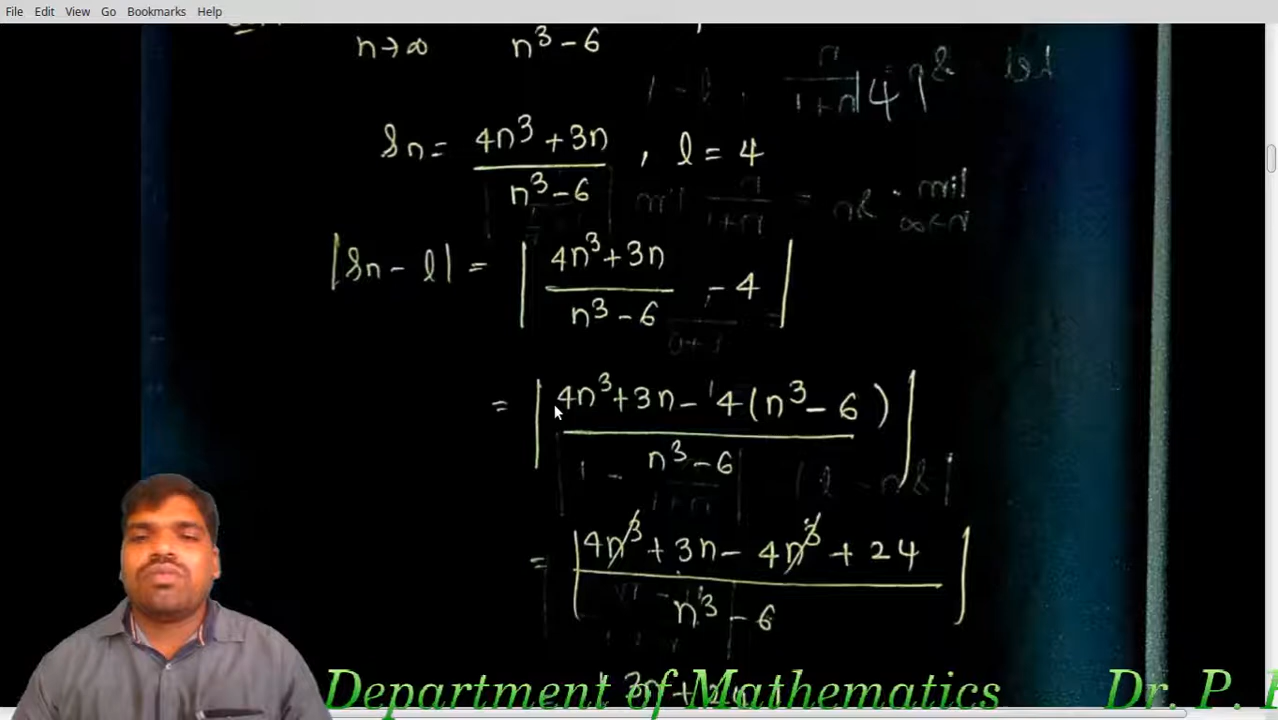 File Edit View Go Bookmarks Help
n→∞ n³-6
Sn = 4n³+3n / n³-6 , l = 4
|Sn - l| = | 4n³+3n / n³-6 - 4 |
= | 4n³+3n - 4(n³-6) / n³-6 |
= | 4n³ + 3n - 4n³ + 24 / n³-6 |
Department of Mathematics Dr. P.